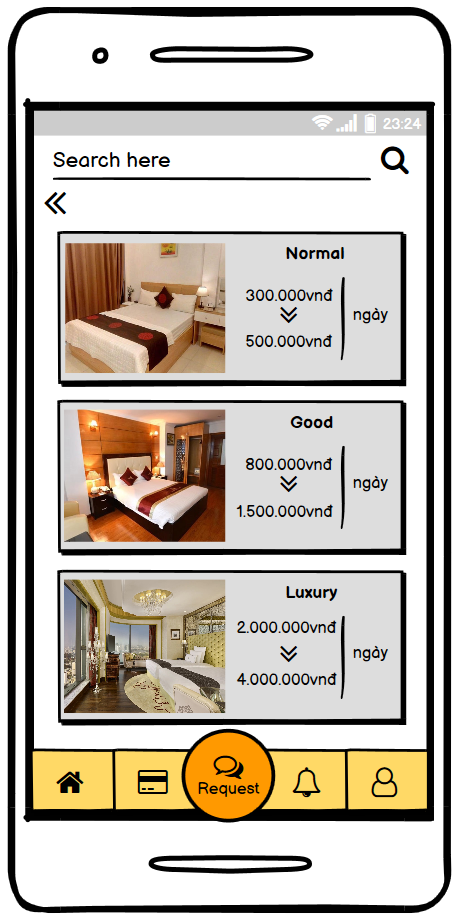 23:24
Search here
Normal
300.000vnđ
ngày
500.000vnđ
Good
800.000vnđ
ngày
1.500.000vnđ
Luxury
2.000.000vnđ
ngày
4.000.000vnđ
Request